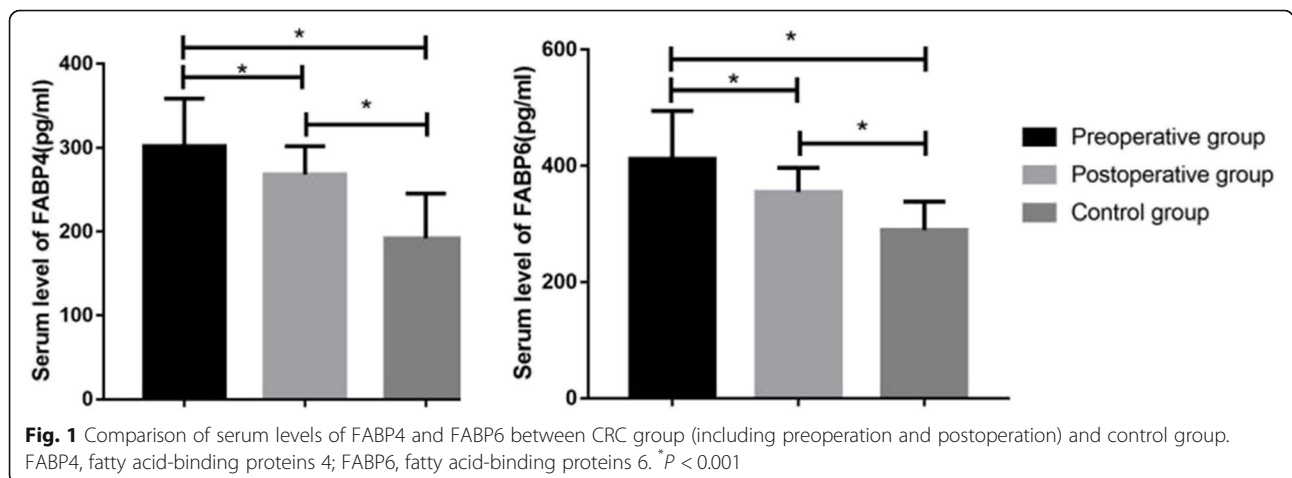 *
*
*
400
300
200
100
0
Serum level of FABP4(pg/ml)
*
*
*
600
400
200
0
Serum level of FABP6(pg/ml)
Preoperative group
Postoperative group
Control group
Fig. 1 Comparison of serum levels of FABP4 and FABP6 between CRC group (including preoperation and postoperation) and control group.
FABP4, fatty acid-binding proteins 4; FABP6, fatty acid-binding proteins 6. *P < 0.001